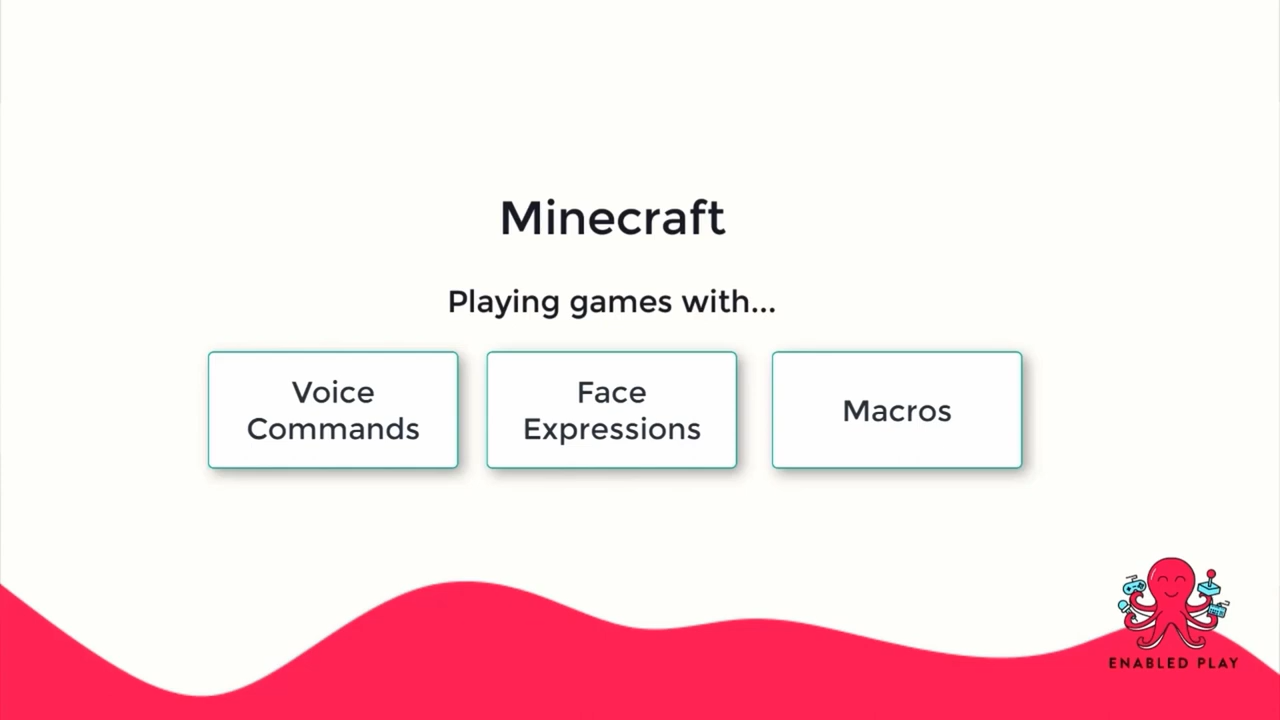 Minecraft
Playing games with...
Voice
Commands
Face
Expressions
Macros
ENABLED PLAY